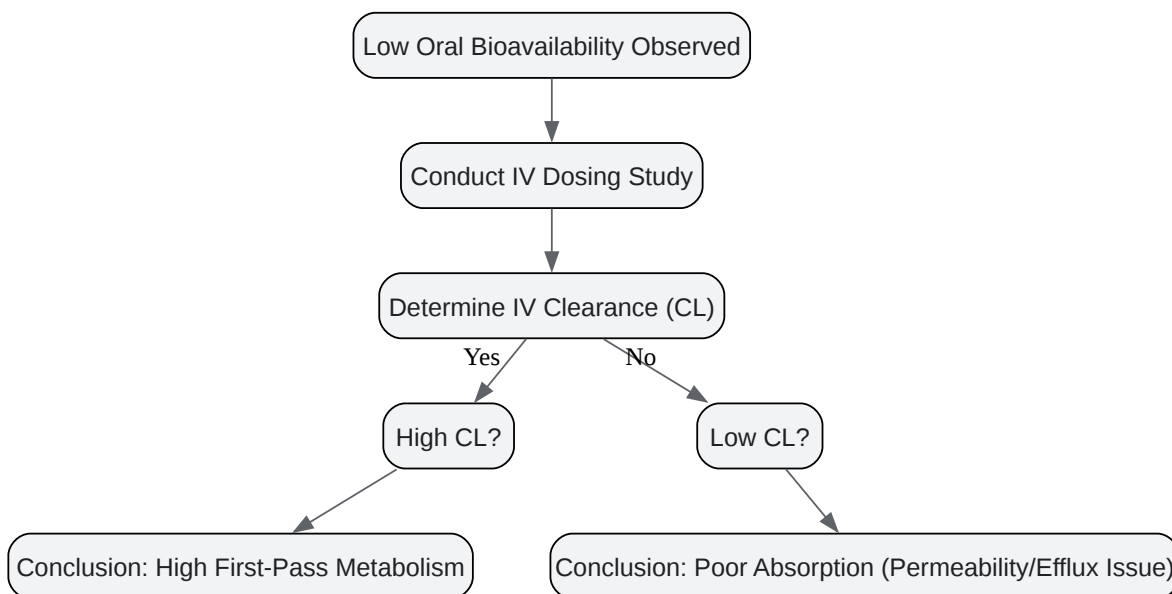 Low Oral Bioavailability Observed
Conduct IV Dosing Study
Determine IV Clearance (CL)
Yes
No
High CL?
Low CL?
Conclusion: High First-Pass Metabolism
Conclusion: Poor Absorption (Permeability/Efflux Issue)